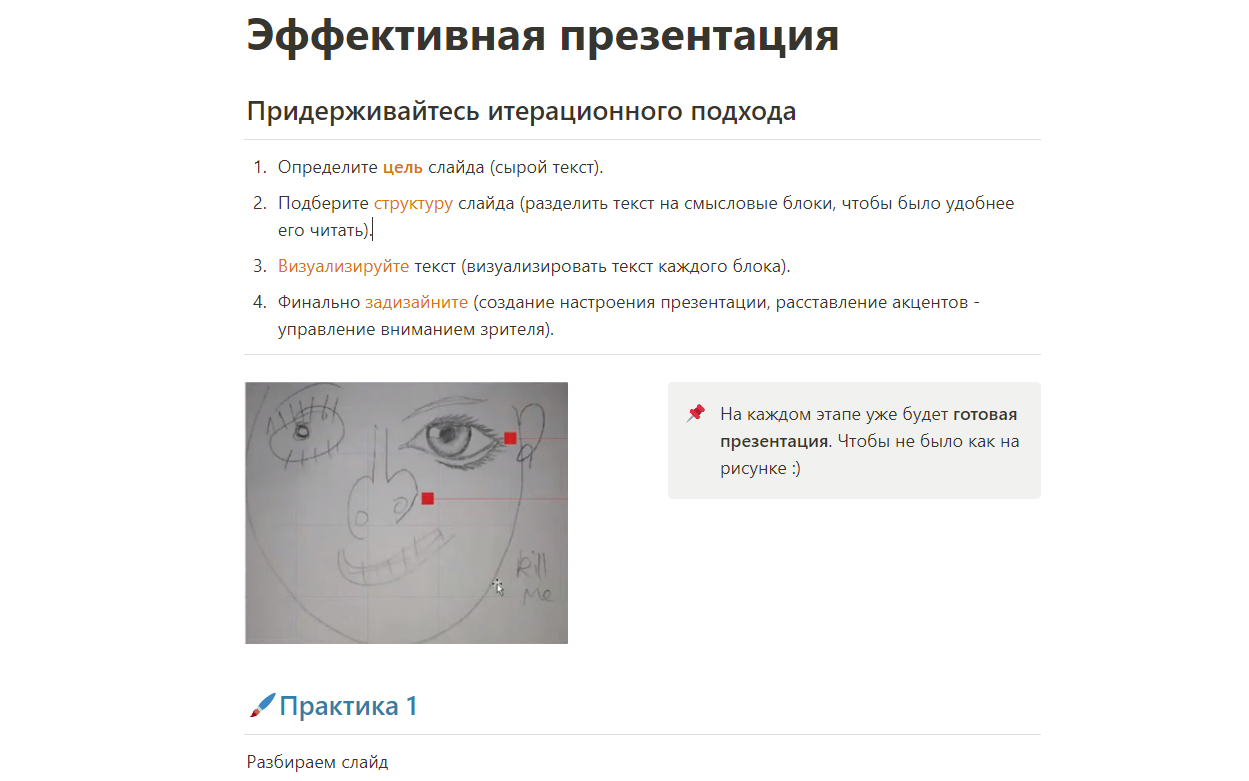 Эффективная презентация
Придерживайтесь итерационного подхода
1. Определите цель слайда (сырой текст).
2. Подберите структуру слайда (разделить текст на смысловые блоки, чтобы было удобнее
его читать).
3. Визуализируйте текст (визуализировать текст каждого блока).
4. Финально задизайните (создание настроения презентации, расставление акцентов -
управление вниманием зрителя).
kill
Me
На каждом этапе уже будет готовая
презентация. Чтобы не было как на
рисунке :)
Практика 1
Разбираем слайд